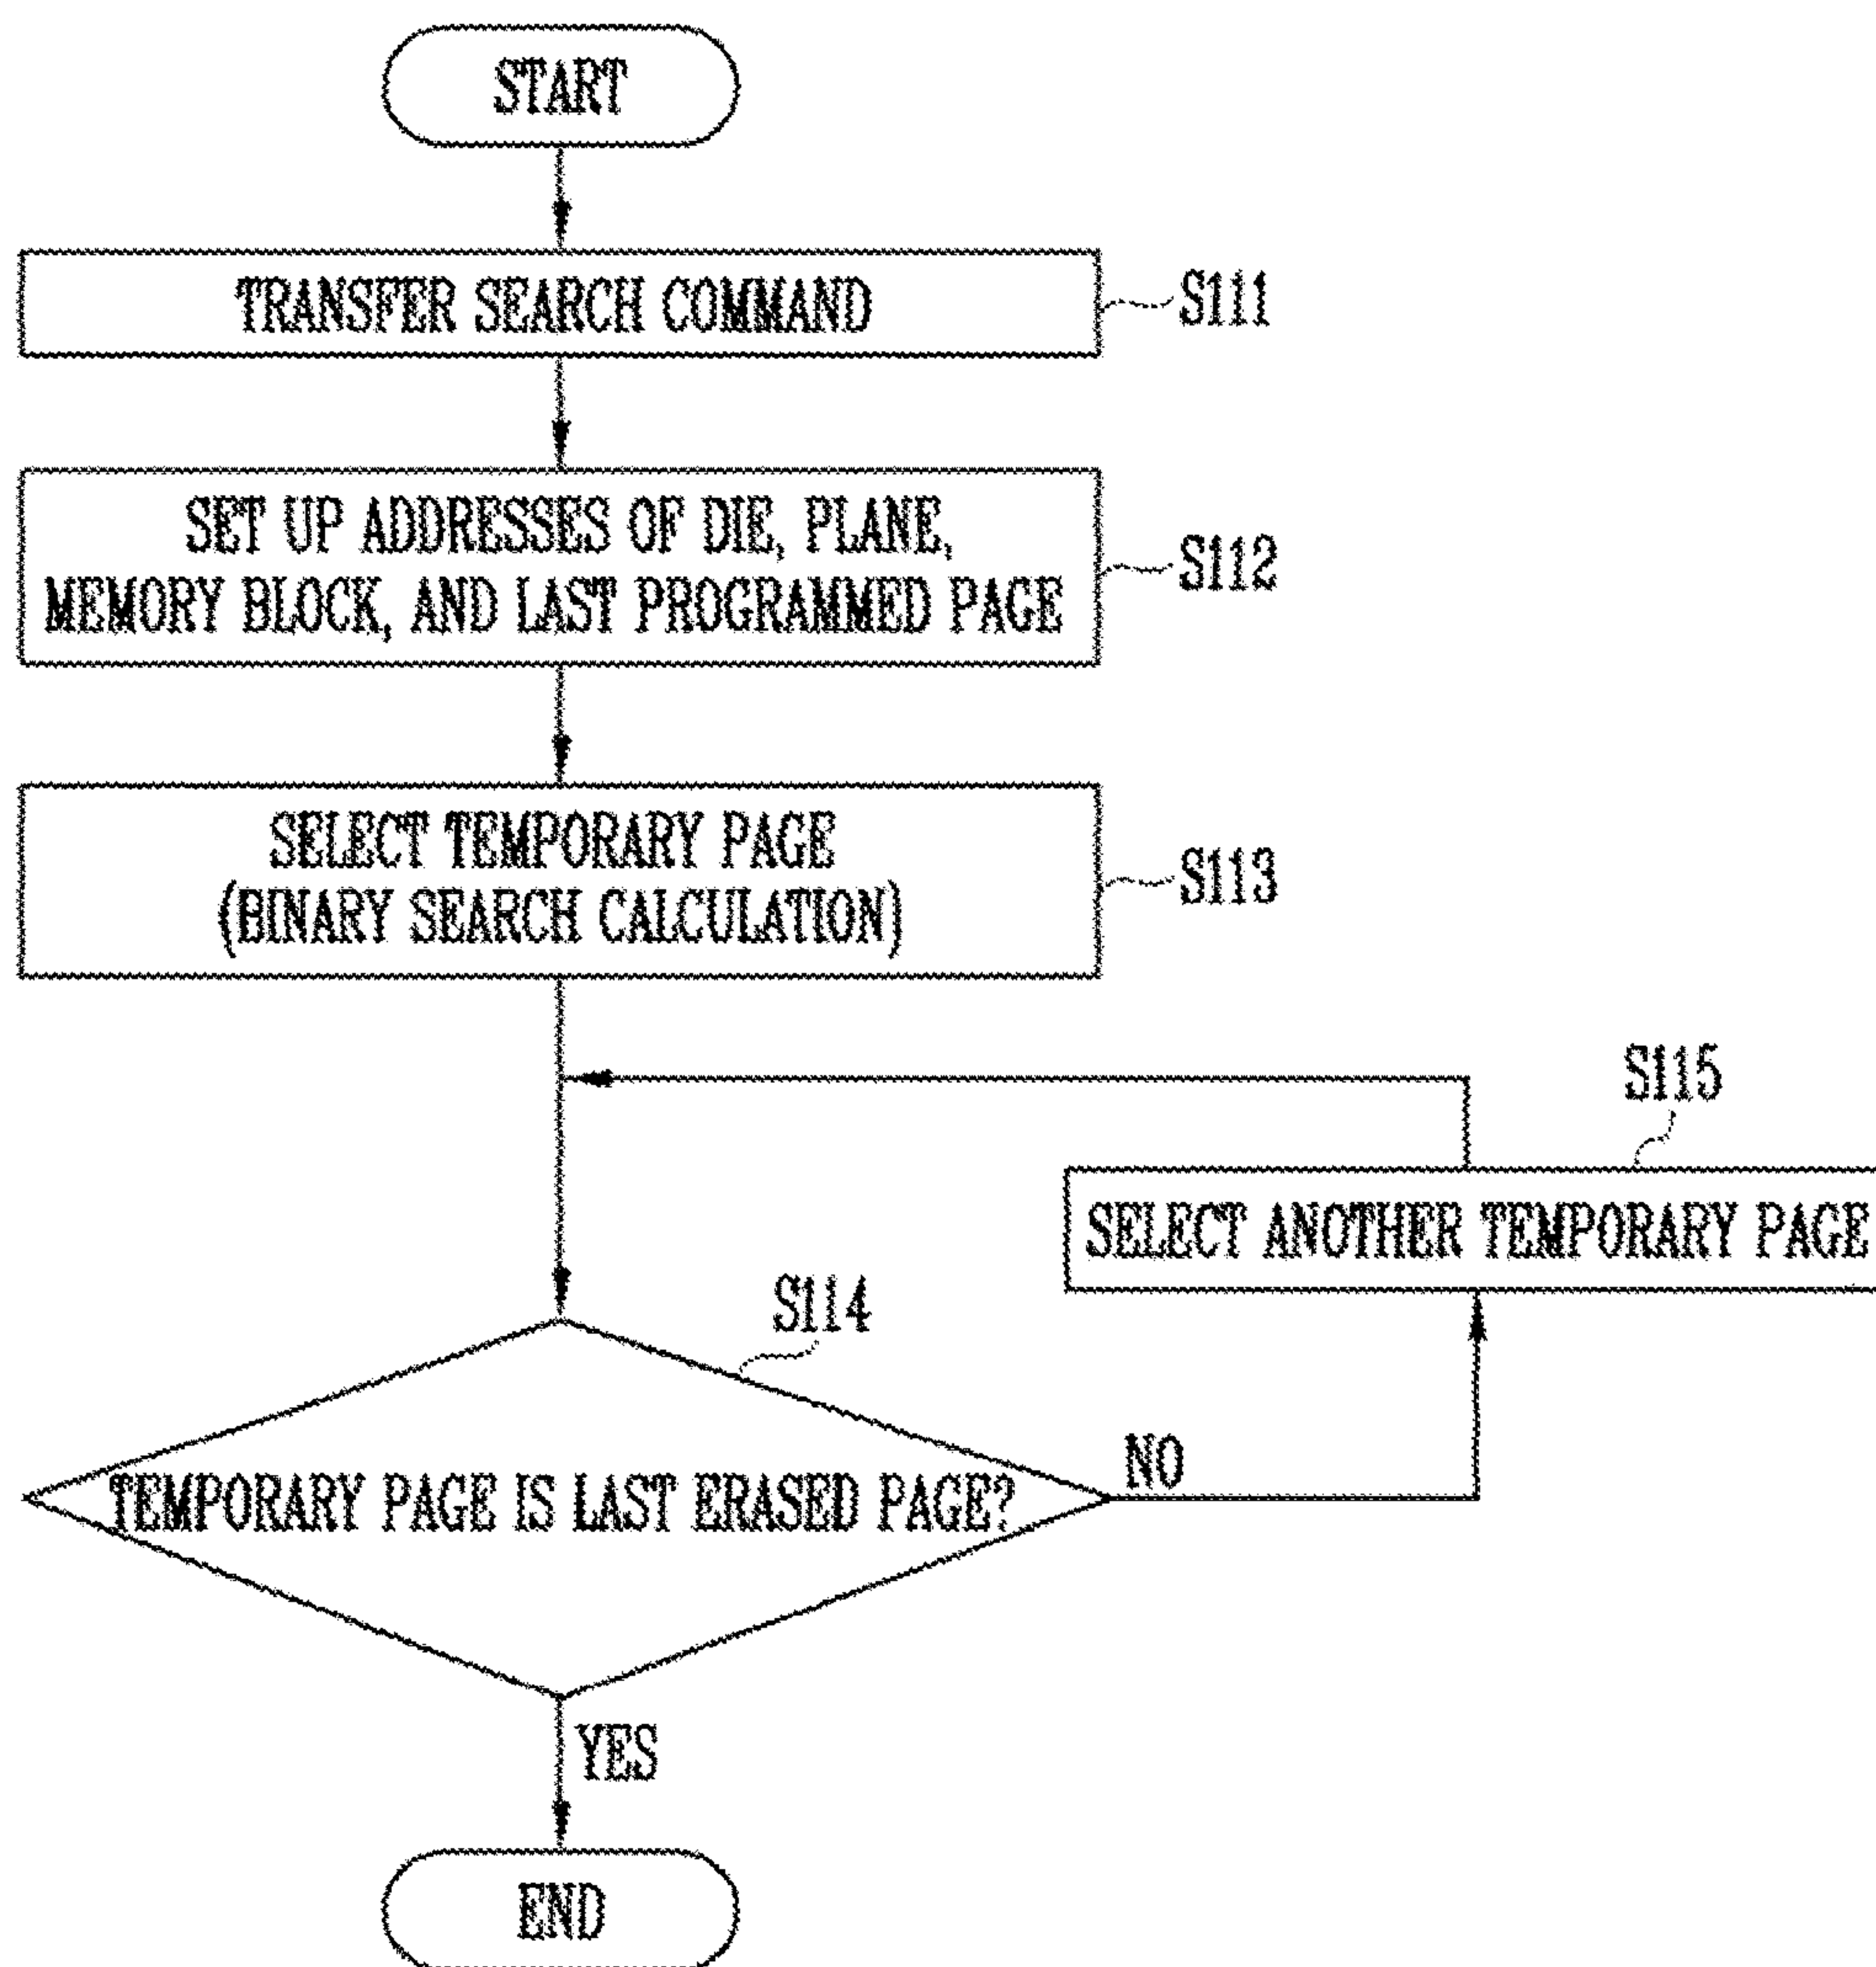 START
TRANSFER SEARCH COMMAND
S111
SET UP ADDRESSES OF DIE, PLANE,
MEMORY BLOCK, AND LAST PROGRAMMED PAGE
S112
SELECT TEMPORARY PAGE
(BINARY SEARCH CALCULATION)
S113
S115
SELECT ANOTHER TEMPORARY PAGE
S114
TEMPORARY PAGE IS LAST ERASED PAGE?
NO
YES
END